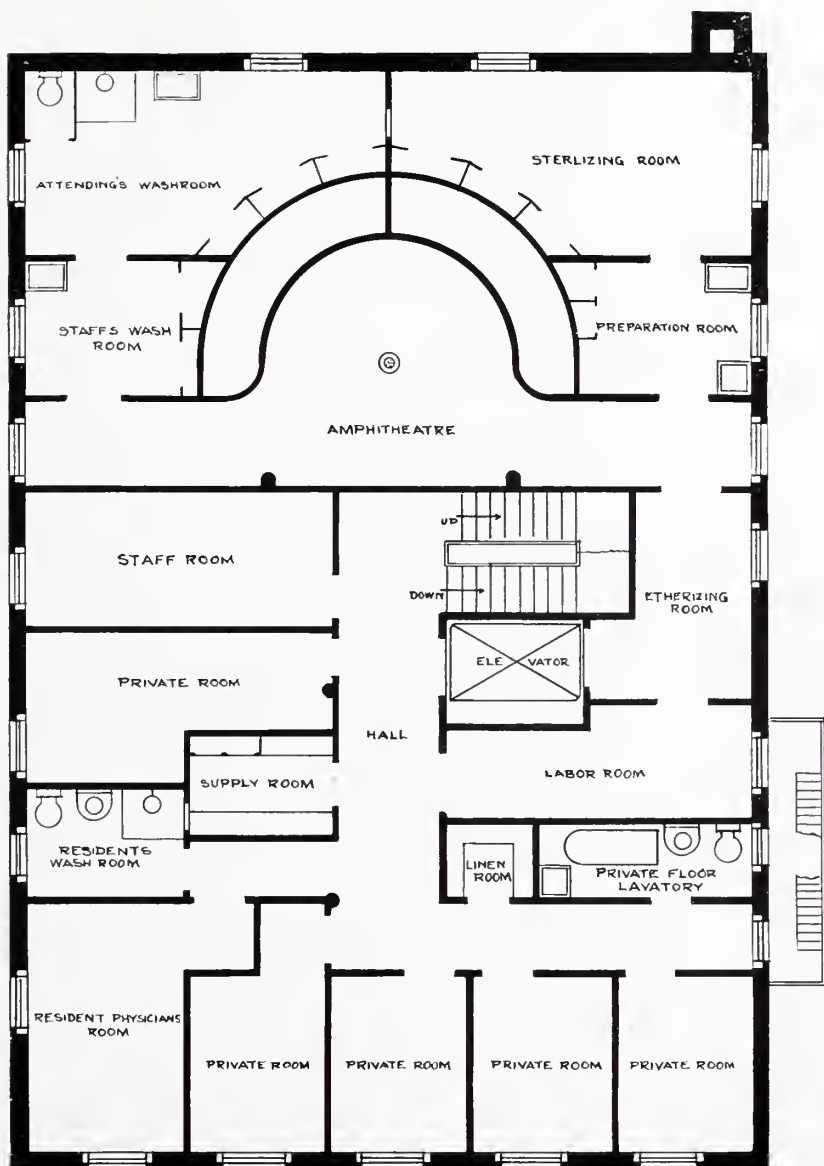 ATTENDING'S WASHROOM
STERLIZING ROOM
STAFFS WASH
ROOM
PREPARATION ROOM
AMPHITHEATRE
UP
STAFF ROOM
DOWN
ETHERIZING
ROOM
PRIVATE ROOM
ELEVATOR
HALL
SUPPLY ROOM
LABOR ROOM
RESIDENTS
WASH ROOM
LINEN
ROOM
PRIVATE FLOOR
LAVATORY
RESIDENT PHYSICIANS
ROOM
PRIVATE ROOM
PRIVATE ROOM
PRIVATE ROOM
PRIVATE ROOM